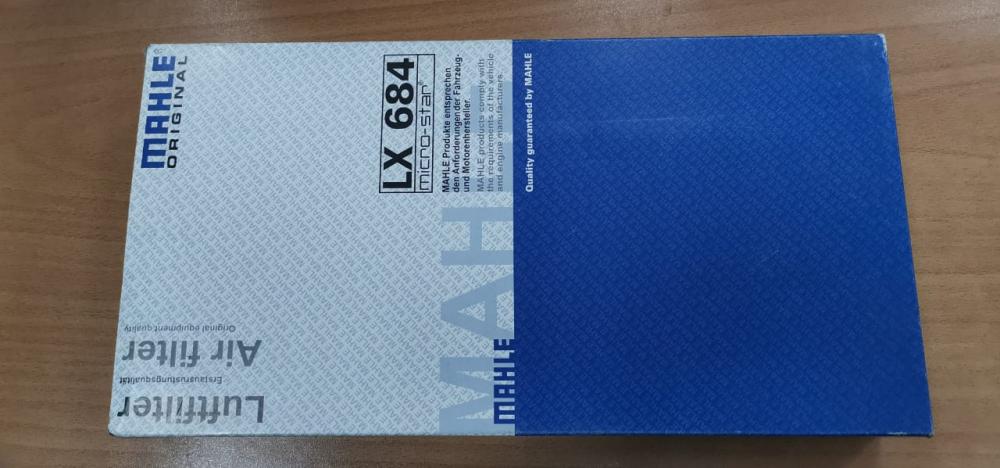 MAHLE®
ORIGINAL
LX 684
micro-star®
MAHLE Produkte entsprechen
den Anforderungen der Fahrzeug-
und Motorenhersteller.
MAHLE products comply with
the requirements of the vehicle
and engine manufacturers.
Quality guaranteed by MAHLE
MAHLE
MAHLE
Luftfilter
Erstausrüstungsqualität
Air filter
Original equipment quality